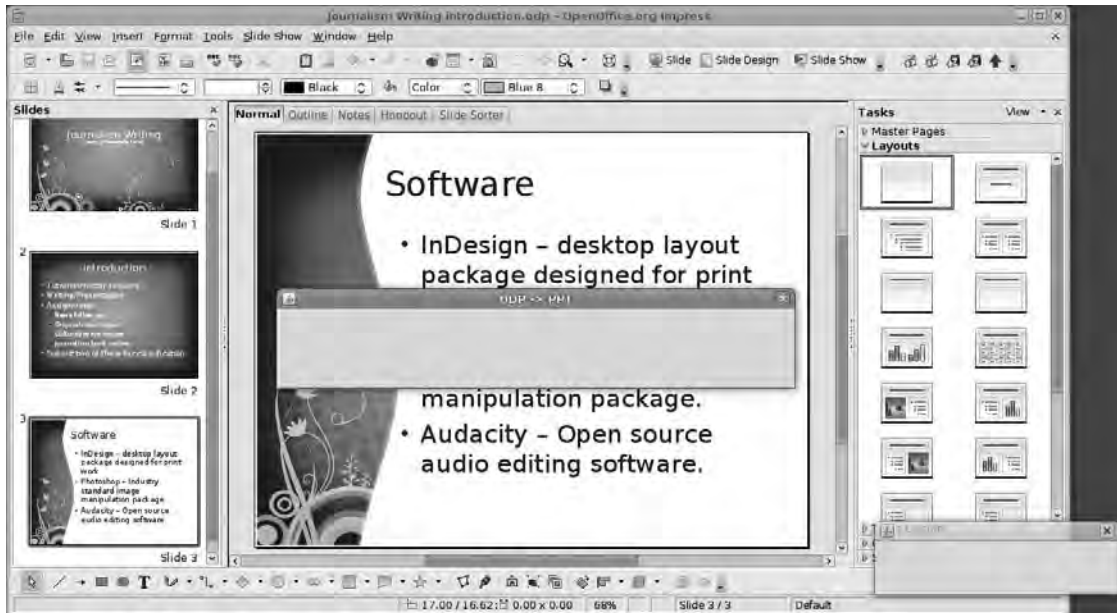 Journalism Writing Introduction.odp - OpenOffice.org Impress
File Edit View Insert Format Tools Slide Show Window Help
Slide Slide Design Slide Show
Black Color Blue 8
Slides
Normal Outline Notes Handout Slide Sorter
Tasks View
Master Pages
Layouts
Journalism Writing
Slide 1
2
Introduction
Slide 2
3
Software
• InDesign – desktop layout
package designed for print
work
• Photoshop – Industry
standard image
manipulation package
• Audacity – Open source
audio editing software
Slide 3
Software
• InDesign – desktop layout
package designed for print
ODP -> PPT
manipulation package.
• Audacity – Open source
audio editing software.
17.00 / 16.62 0.00 x 0.00 68% Slide 3 / 3 Default